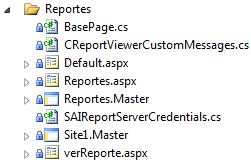 Reportes
BasePage.cs
CReportViewerCustomMessages.cs
Default.aspx
Reportes.aspx
Reportes.Master
SAIReportServerCredentials.cs
Site1.Master
verReporte.aspx